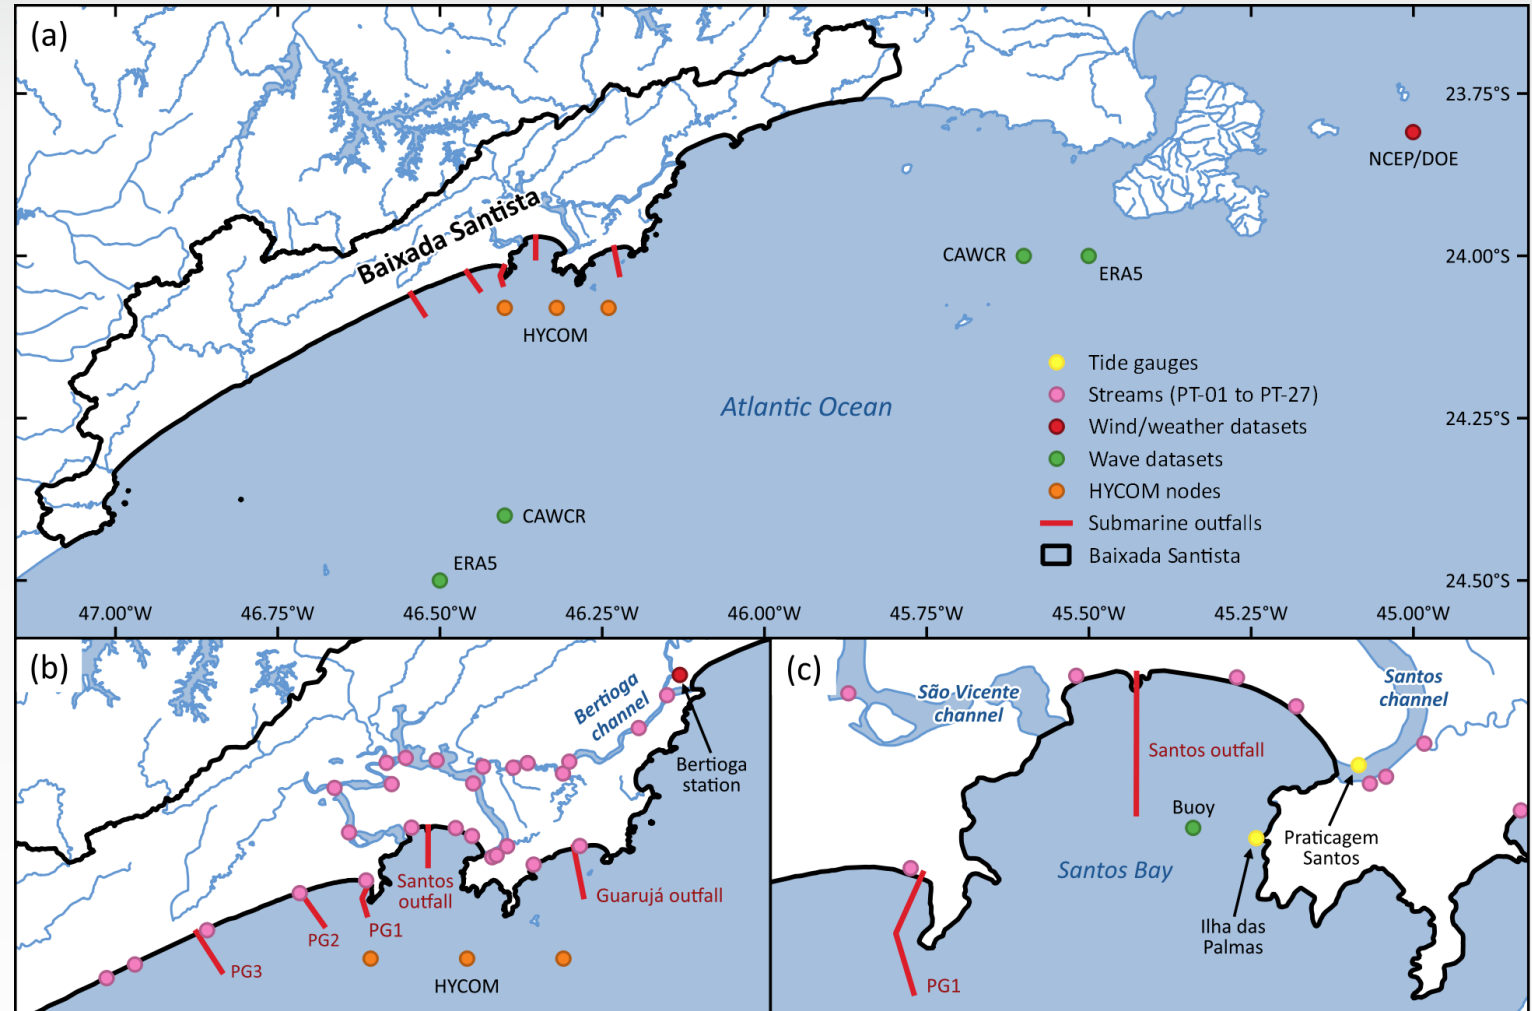 (a)
23.75°S
NCEP/DOE
Baixada Santista
CAWCR
24.00°S
ERA5
HYCOM
Tide gauges
Atlantic Ocean
Streams (PT-01 to PT-27)
24.25°S
Wind/weather datasets
Wave datasets
HYCOM nodes
CAWCR
Submarine outfalls
Baixada Santista
ERA5
24.50°S
47.00°W
46.75°W
46.50°W
46.25°W
46.00°W
45.75°W
45.50°W
45.25°W
45.00°W
(b)
Bertioga
channel
Bertioga
station
Santos
outfall
Guarujá outfall
PG1
PG2
PG3
HYCOM
(c)
São Vicente
channel
Santos
channel
Santos outfall
Buoy
Praticagem
Santos
Santos Bay
Ilha das
Palmas
PG1